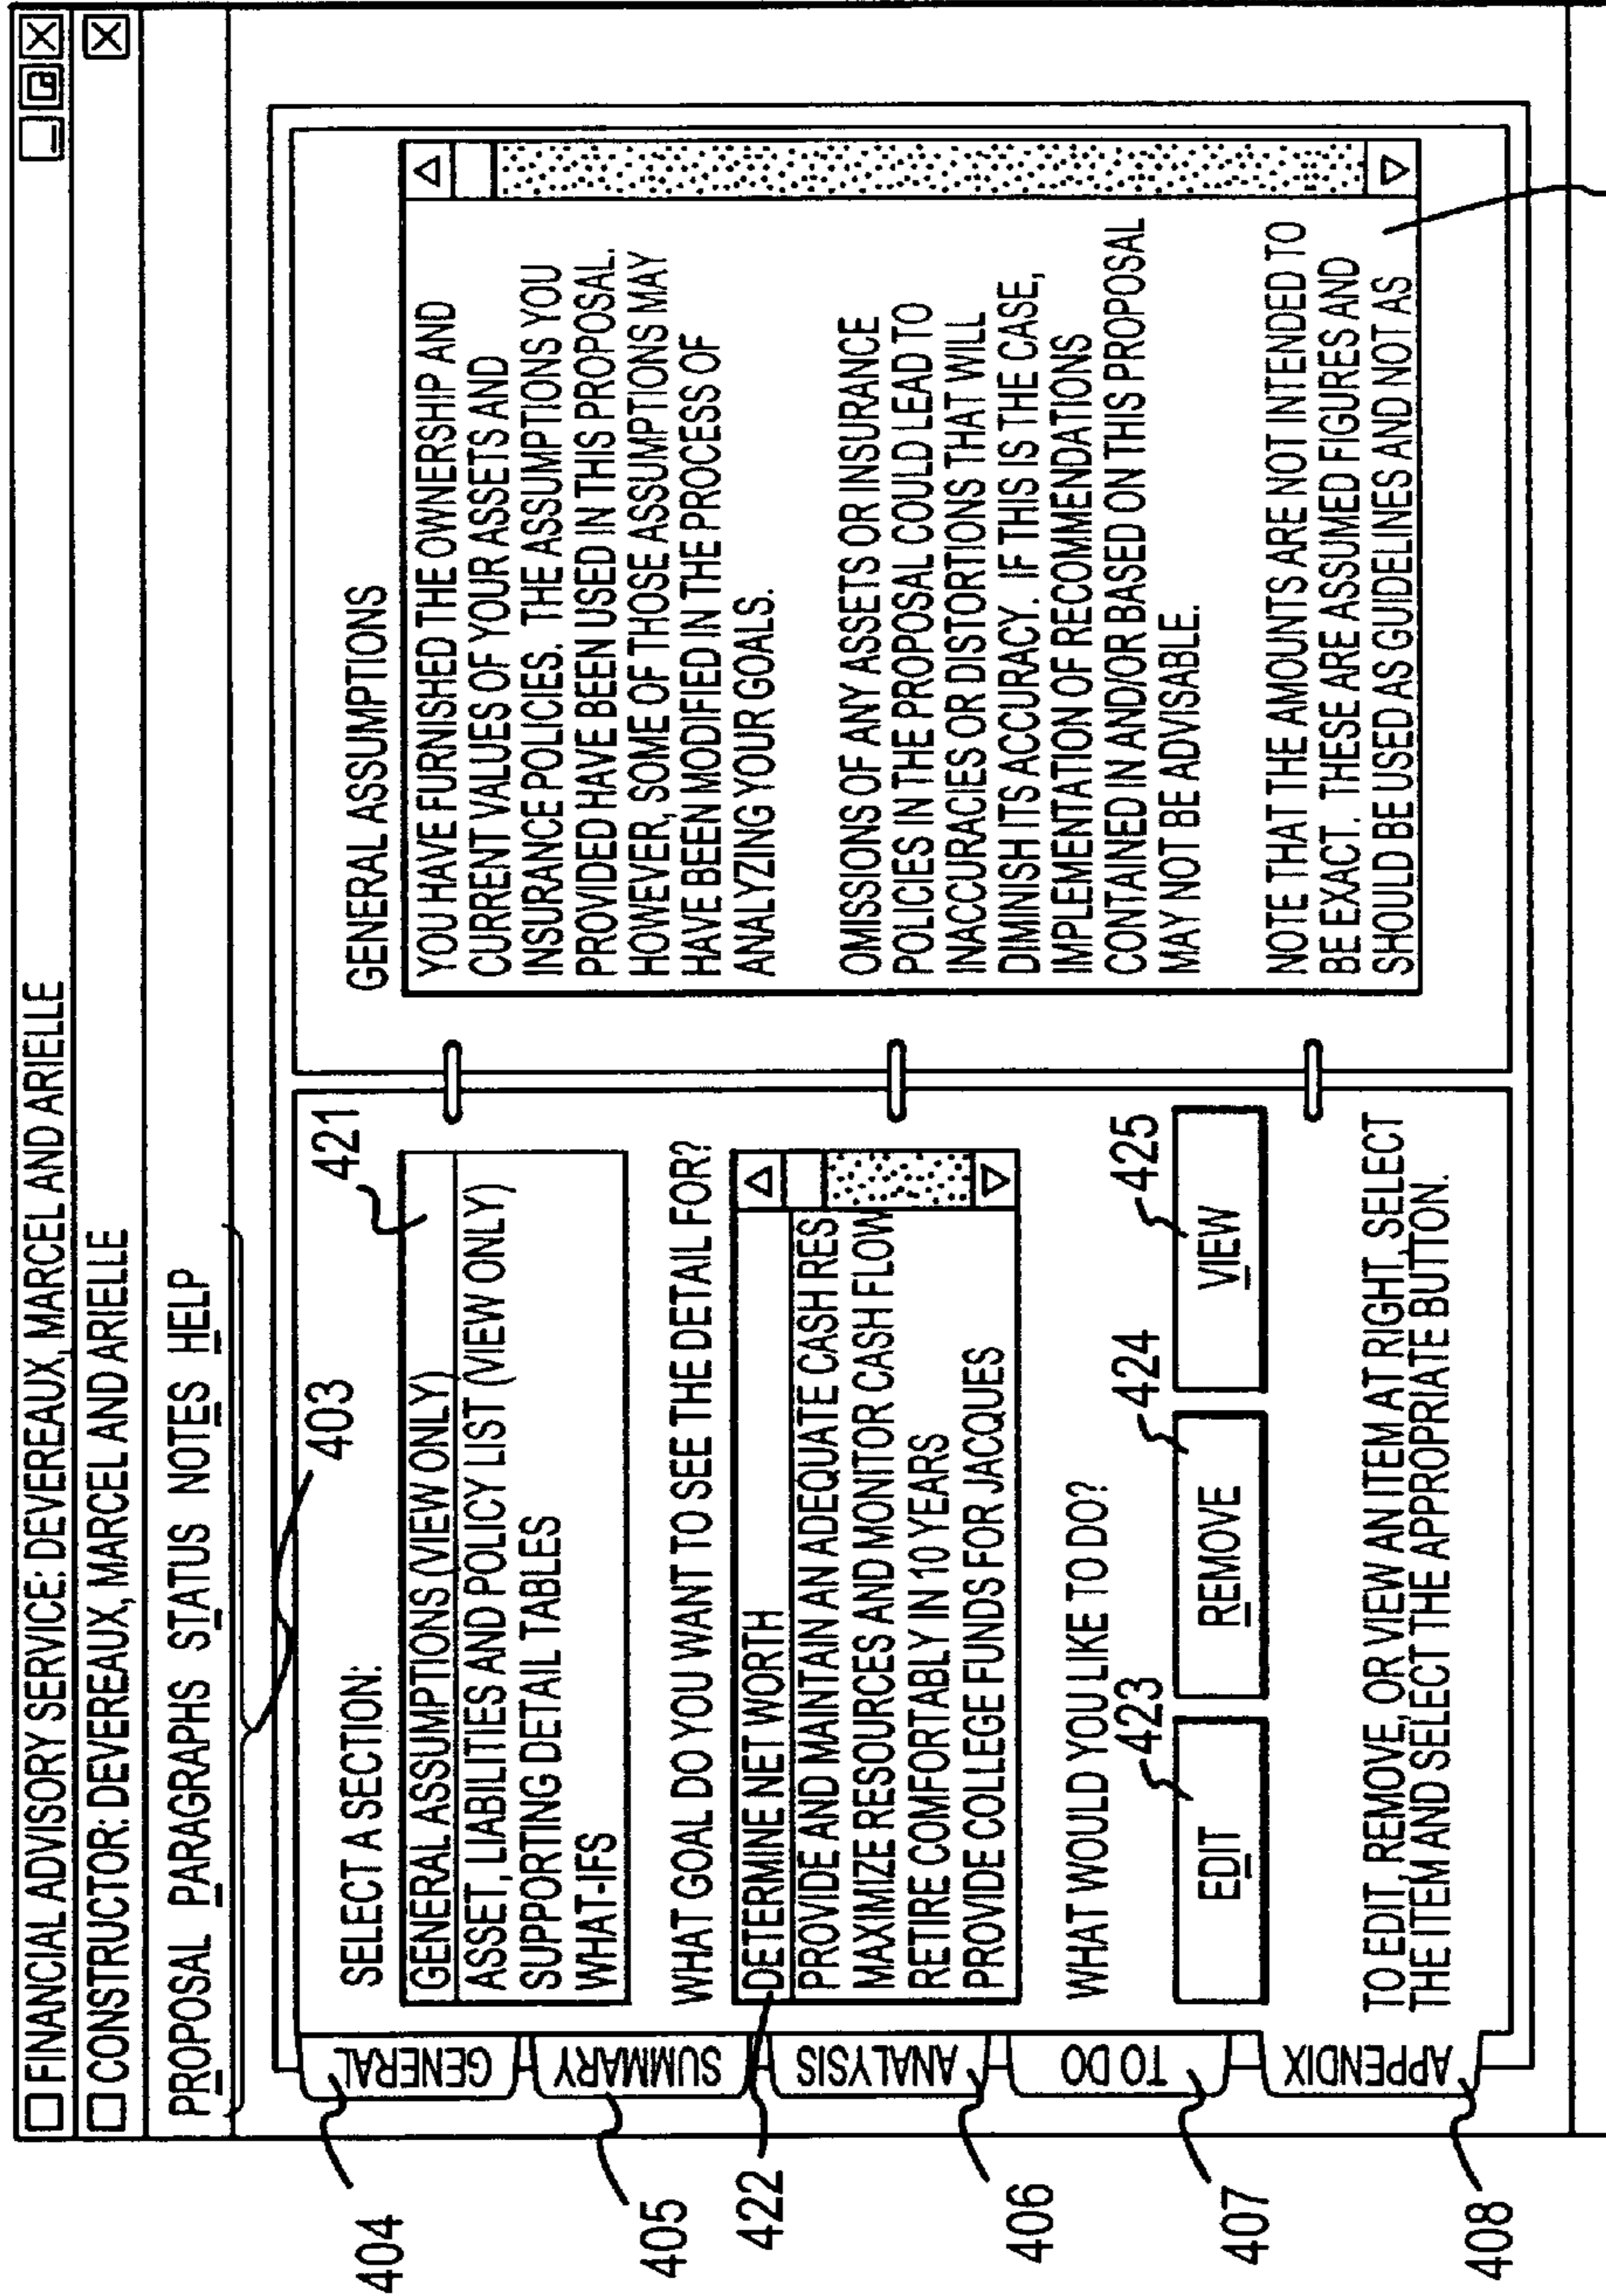 FINANCIAL ADVISORY SERVICE: DEVEREAUX, MARCEL AND ARIELLE
CONSTRUCTOR: DEVEREAUX, MARCEL AND ARIELLE
PROPOSAL PARAGRAPHS STATUS NOTES HELP
403
404
GENERAL
405
SUMMARY
422
406
ANALYSIS
407
TO DO
408
APPENDIX
SELECT A SECTION:
421
GENERAL ASSUMPTIONS (VIEW ONLY)
ASSET, LIABILITIES AND POLICY LIST (VIEW ONLY)
SUPPORTING DETAIL TABLES
WHAT-IFS
WHAT GOAL DO YOU WANT TO SEE THE DETAIL FOR?
DETERMINE NET WORTH
PROVIDE AND MAINTAIN AN ADEQUATE CASH RES
MAXIMIZE RESOURCES AND MONITOR CASH FLOW
RETIRE COMFORTABLY IN 10 YEARS
PROVIDE COLLEGE FUNDS FOR JACQUES
WHAT WOULD YOU LIKE TO DO?
423 424 425
EDIT REMOVE VIEW
TO EDIT, REMOVE, OR VIEW AN ITEM AT RIGHT, SELECT
THE ITEM AND SELECT THE APPROPRIATE BUTTON.
GENERAL ASSUMPTIONS
YOU HAVE FURNISHED THE OWNERSHIP AND
CURRENT VALUES OF YOUR ASSETS AND
INSURANCE POLICIES. THE ASSUMPTIONS YOU
PROVIDED HAVE BEEN USED IN THIS PROPOSAL.
HOWEVER, SOME OF THOSE ASSUMPTIONS MAY
HAVE BEEN MODIFIED IN THE PROCESS OF
ANALYZING YOUR GOALS.
OMISSIONS OF ANY ASSETS OR INSURANCE
POLICIES IN THE PROPOSAL COULD LEAD TO
INACCURACIES OR DISTORTIONS THAT WILL
DIMINISH ITS ACCURACY. IF THIS IS THE CASE,
IMPLEMENTATION OF RECOMMENDATIONS
CONTAINED IN AND/OR BASED ON THIS PROPOSAL
MAY NOT BE ADVISABLE.
NOTE THAT THE AMOUNTS ARE NOT INTENDED TO
BE EXACT. THESE ARE ASSUMED FIGURES AND
SHOULD BE USED AS GUIDELINES AND NOT AS